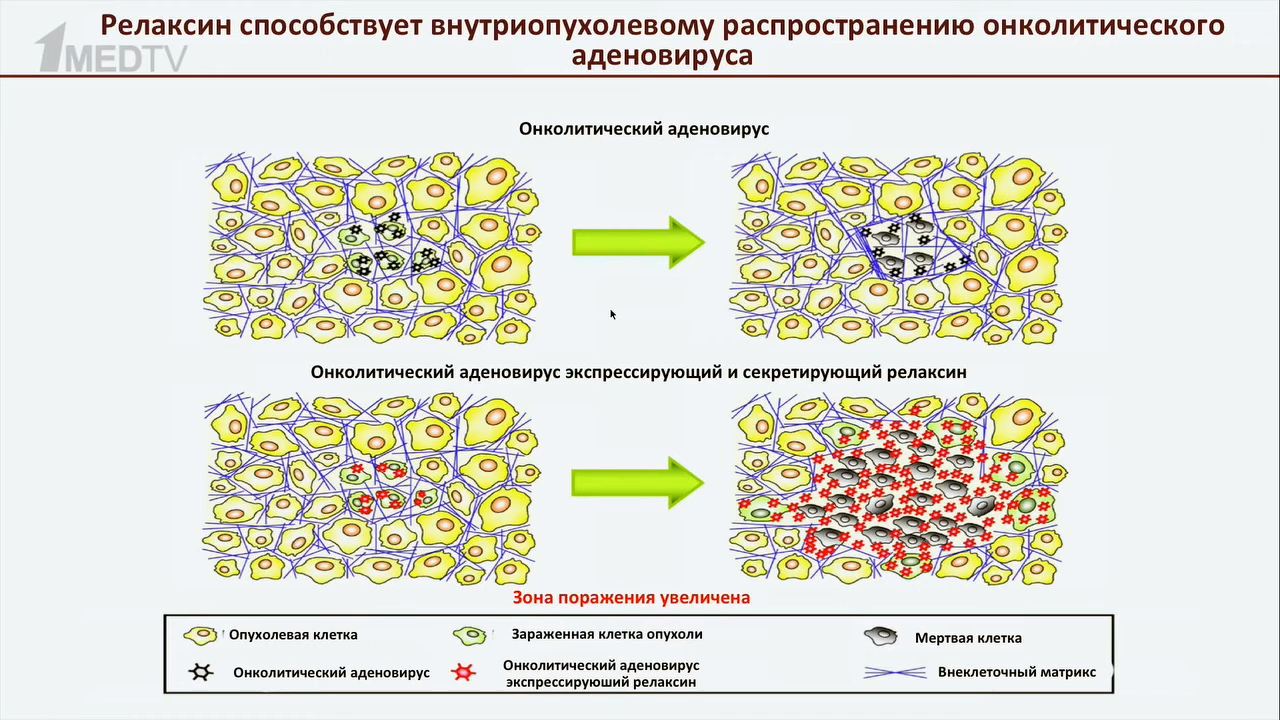 Релаксин способствует внутриопухолевому распространению онколитического
аденовируса
1MEDTV
Онколитический аденовирус
Онколитический аденовирус экспрессирующий и секретирующий релаксин
Зона поражения увеличена
Опухолевая клетка
Зараженная клетка опухоли
Мертвая клетка
Онколитический аденовирус
Онколитический аденовирус
экспрессируюший релаксин
Внеклеточный матрикс